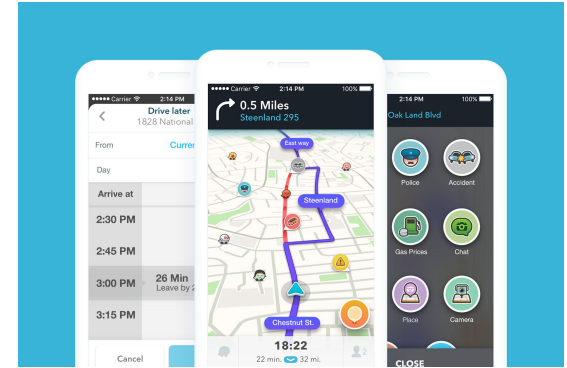 ●●●●● Carrier 2:14 PM
Drive later
1828 National
From Curre
Day
Arrive at
2:30 PM
2:45 PM
3:00 PM 26 Min
Leave by 2
3:15 PM
Cancel
●●●●● Carrier 2:14 PM 100%
0.5 Miles
Steenland 295
East way
Steenland
Chestnut St.
18:22
22 min. 32 mi.
2
2:14 PM 100%
Oak Land Blvd
Police Accident
Gas Prices Chat
Place Camera
CLOSE